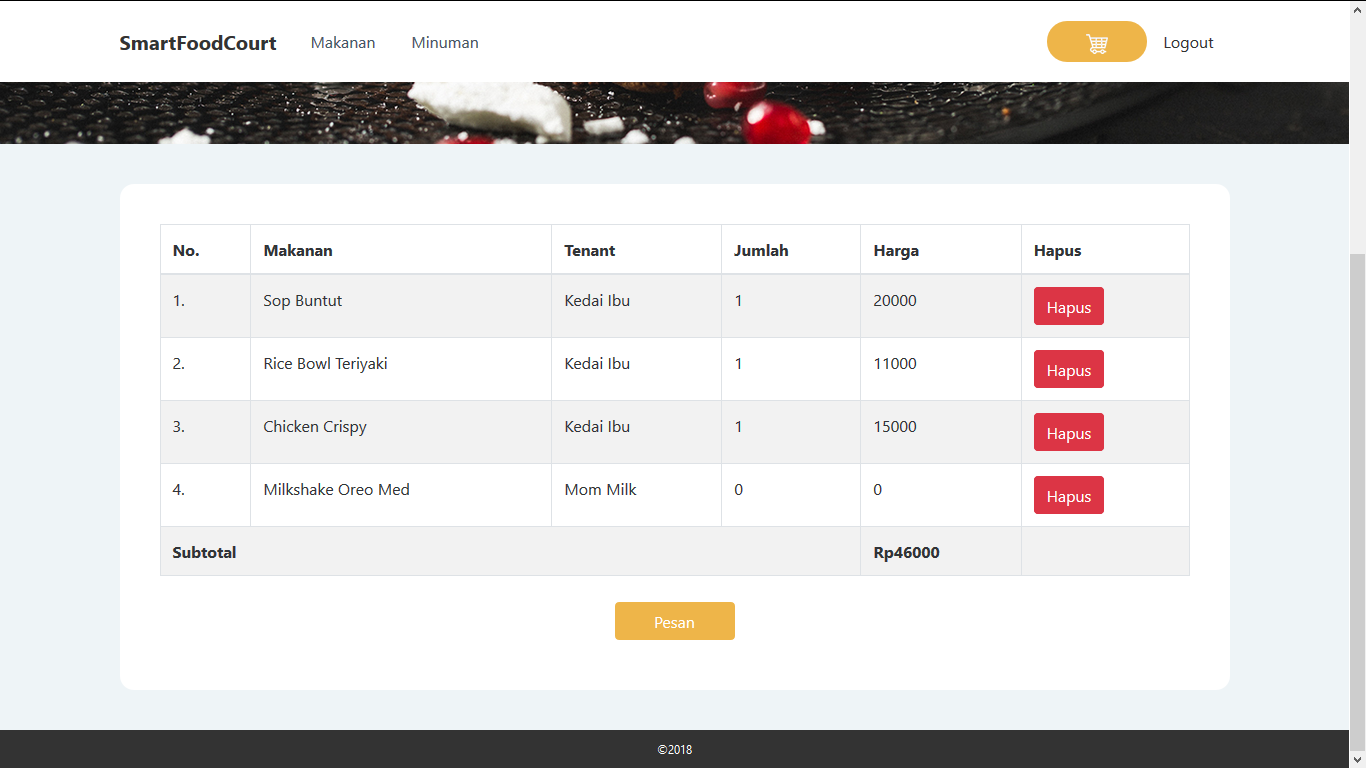 SmartFoodCourt Makanan Minuman Logout
No. Makanan Tenant Jumlah Harga Hapus
1. Sop Buntut Kedai Ibu 1 20000 Hapus
2. Rice Bowl Teriyaki Kedai Ibu 1 11000 Hapus
3. Chicken Crispy Kedai Ibu 1 15000 Hapus
4. Milkshake Oreo Med Mom Milk 0 0 Hapus
Subtotal Rp46000
Pesan
©2018